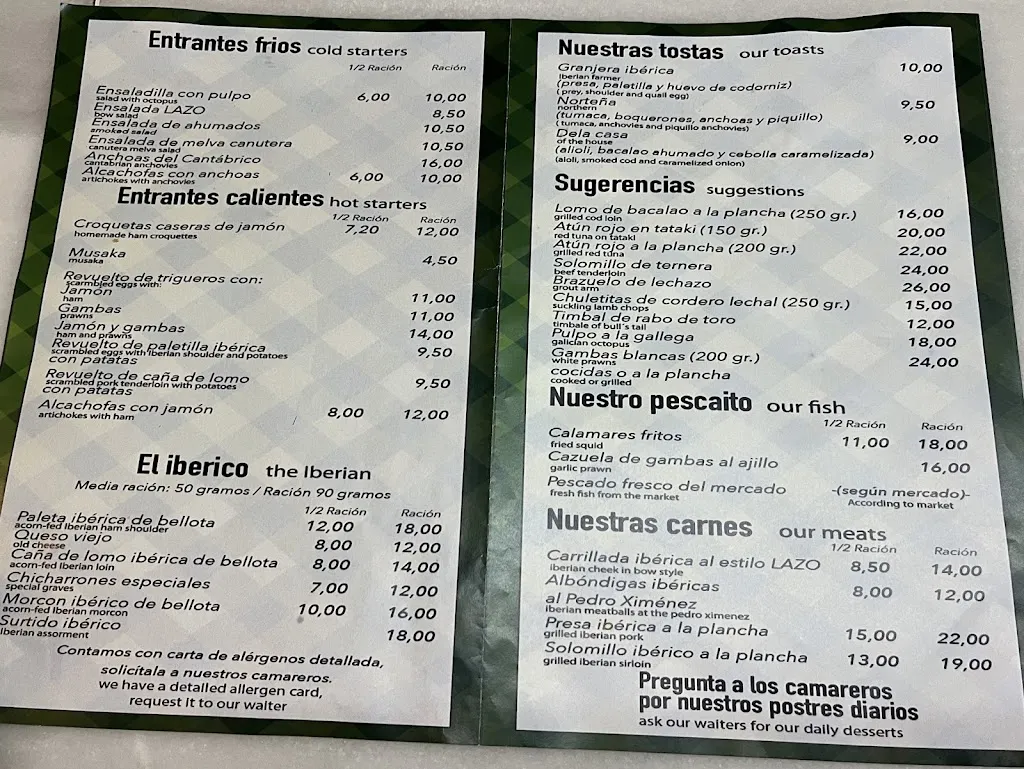 Entrantes frios cold starters
1/2 Ración Ración
Ensaladilla con pulpo 6,00 10,00
salad with octopus
Ensalada LAZO 8,50
bow salad
Ensalada de ahumados 10,50
smoked salad
Ensalada de melva canutera 10,50
canutera melva salad
Anchoas del Cantábrico 16,00
cantabrian anchovies
Alcachofas con anchoas 6,00 10,00
artichokes with anchovies
Entrantes calientes hot starters
1/2 Ración Ración
Croquetas caseras de jamón 7,20 12,00
homemade ham croquettes
Musaka 4,50
musaka
Revuelto de trigueros con:
scarmbled eggs with:
Jamón 11,00
ham
Gambas 11,00
prawns
Jamón y gambas 14,00
ham and prawns
Revuelto de paletilla ibérica 9,50
scrambled eggs with iberian shoulder and potatoes
con patatas
Revuelto de caña de lomo 9,50
scrambled pork tenderloin with potatoes
con patatas
Alcachofas con jamón 8,00 12,00
artichokes with ham
El iberico the Iberian
Media ración: 50 gramos / Ración 90 gramos
1/2 Ración Ración
Paleta ibérica de bellota 12,00 18,00
acorn-fed Iberian ham shoulder
Queso viejo 8,00 12,00
old cheese
Caña de lomo ibérica de bellota 8,00 14,00
acorn-fed Iberian loin
Chicharrones especiales 7,00 12,00
special graves
Morcon ibérico de bellota 10,00 16,00
acorn-fed Iberian morcon
Surtido ibérico 18,00
Iberian assorment
Contamos con carta de alérgenos detallada,
solicítala a nuestros camareros.
we have a detailed allergen card,
request it to our waiter
Nuestras tostas our toasts
Granjera ibérica 10,00
Iberian farmer
(presa, paletilla y huevo de codorniz)
( prey, shoulder and quail egg)
Norteña 9,50
northern
(tumaca, boquerones, anchoas y piquillo)
( tumaca, anchovies and piquillo anchovies)
Dela casa 9,00
of the house
(alioli, bacalao ahumado y cebolla caramelizada)
(aloli, smoked cod and caramelized onion)
Sugerencias suggestions
Lomo de bacalao a la plancha (250 gr.) 16,00
grilled cod loin
Atún rojo en tataki (150 gr.) 20,00
red tuna on tataki
Atún rojo a la plancha (200 gr.) 22,00
grilled red tuna
Solomillo de ternera 24,00
beef tenderloin
Brazuelo de lechazo 26,00
grout arm
Chuletitas de cordero lechal (250 gr.) 15,00
suckling lamb chops
Timbal de rabo de toro 12,00
timbale of bull´s tail
Pulpo a la gallega 18,00
galician octopus
Gambas blancas (200 gr.) 24,00
white prawns
cocidas o a la plancha
cooked or grilled
Nuestro pescaito our fish
1/2 Ración Ración
Calamares fritos 11,00 18,00
fried squid
Cazuela de gambas al ajillo 16,00
garlic prawn
Pescado fresco del mercado -(según mercado)-
fresh fish from the market According to market
Nuestras carnes our meats
1/2 Ración Ración
Carrillada ibérica al estilo LAZO 8,50 14,00
iberian cheek in bow style
Albóndigas ibéricas 8,00 12,00
al Pedro Ximénez
iberian meatballs at the pedro ximenez
Presa ibérica a la plancha 15,00 22,00
grilled iberian pork
Solomillo ibérico a la plancha 13,00 19,00
grilled iberian sirloin
Pregunta a los camareros
por nuestros postres diarios
ask our waiters for our daily desserts